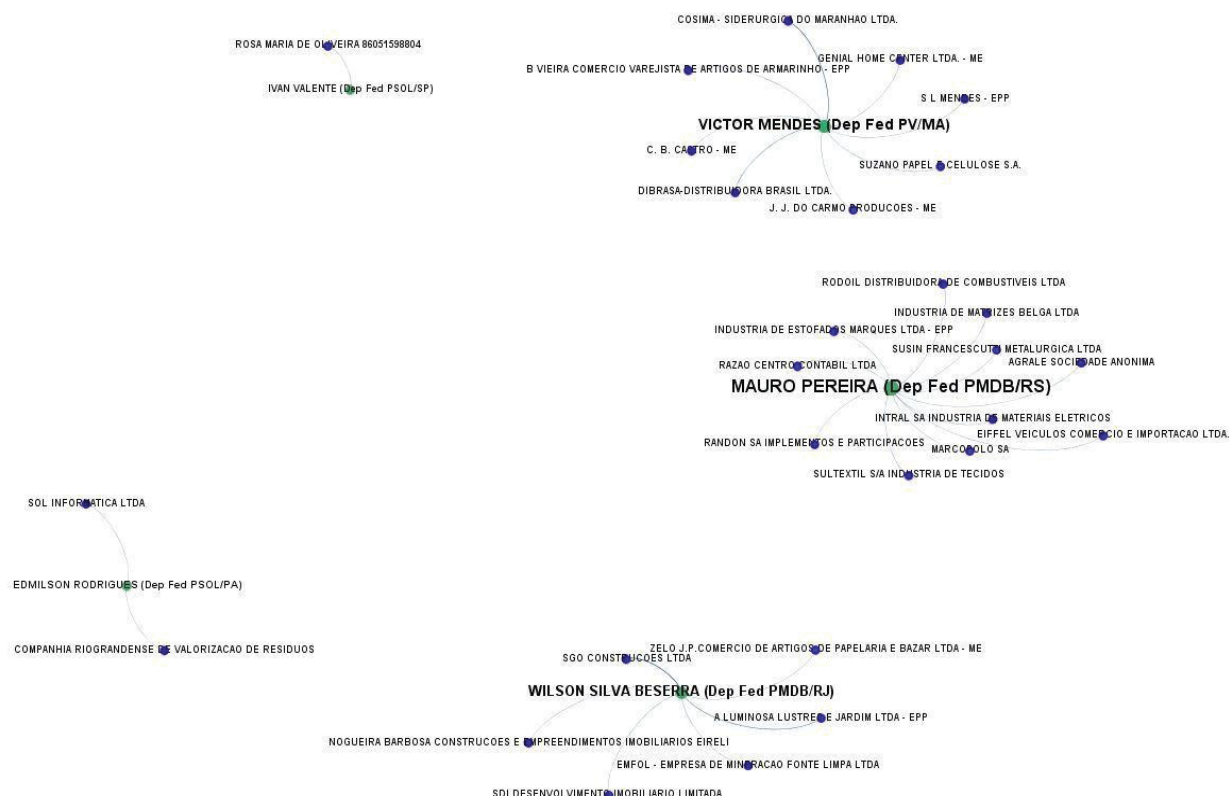 COSIMA - SIDERURGICA DO MARANHAO LTDA.
ROSA MARIA DE OLIVEIRA 86051598804
GENIAL HOME CENTER LTDA. - ME
B VIEIRA COMERCIO VAREJISTA DE ARTIGOS DE ARMARINHO - EPP
IVAN VALENTE (Dep Fed PSOL/SP)
S L MENDES - EPP
VICTOR MENDES (Dep Fed PV/MA)
C. B. CASTRO - ME
SUZANO PAPEL E CELULOSE S.A.
DIBRASA-DISTRIBUIDORA BRASIL LTDA.
J. J. DO CARMO PRODUCOES - ME
RODOIL DISTRIBUIDORA DE COMBUSTIVEIS LTDA
INDUSTRIA DE MATRIZES BELGA LTDA
INDUSTRIA DE ESTOFADOS MARQUES LTDA - EPP
SUSIN FRANCESCUTTI METALURGICA LTDA
AGRALE SOCIEDADE ANONIMA
RAZAO CENTRO CONTABIL LTDA
MAURO PEREIRA (Dep Fed PMDB/RS)
INTRAL SA INDUSTRIA DE MATERIAIS ELETRICOS
EIFFEL VEICULOS COMERCIO E IMPORTACAO LTDA.
RANDON SA IMPLEMENTOS E PARTICIPACOES
MARCOPOLO SA
SULTEXTIL S/A INDUSTRIA DE TECIDOS
SOL INFORMATICA LTDA
EDMILSON RODRIGUES (Dep Fed PSOL/PA)
COMPANHIA RIOGRANDENSE DE VALORIZACAO DE RESIDUOS
ZELO J.P.COMERCIO DE ARTIGOS DE PAPELARIA E BAZAR LTDA - ME
SGO CONSTRUCOES LTDA
WILSON SILVA BESERRA (Dep Fed PMDB/RJ)
A LUMINOSA LUSTRES E JARDIM LTDA - EPP
NOGUEIRA BARBOSA CONSTRUCOES E EMPREENDIMENTOS IMOBILIARIOS EIRELI
EMFOL - EMPRESA DE MINERACAO FONTE LIMPA LTDA
SDI DESENVOLVIMENTO IMOBILIARIO LIMITADA